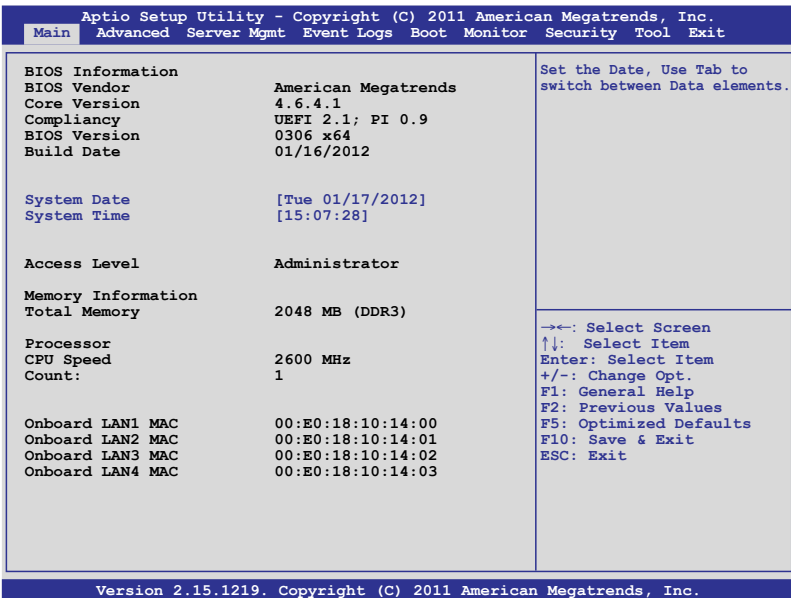 Aptio Setup Utility - Copyright (C) 2011 American Megatrends, Inc.
Main Advanced Server Mgmt Event Logs Boot Monitor Security Tool Exit
BIOS Information
BIOS Vendor American Megatrends
Core Version 4.6.4.1
Compliancy UEFI 2.1; PI 0.9
BIOS Version 0306 x64
Build Date 01/16/2012
System Date [Tue 01/17/2012]
System Time [15:07:28]
Access Level Administrator
Memory Information
Total Memory 2048 MB (DDR3)
Processor
CPU Speed 2600 MHz
Count: 1
Onboard LAN1 MAC 00:E0:18:10:14:00
Onboard LAN2 MAC 00:E0:18:10:14:01
Onboard LAN3 MAC 00:E0:18:10:14:02
Onboard LAN4 MAC 00:E0:18:10:14:03
Set the Date, Use Tab to
switch between Data elements.
→←: Select Screen
↑↓: Select Item
Enter: Select Item
+/-: Change Opt.
F1: General Help
F2: Previous Values
F5: Optimized Defaults
F10: Save & Exit
ESC: Exit
Version 2.15.1219. Copyright (C) 2011 American Megatrends, Inc.